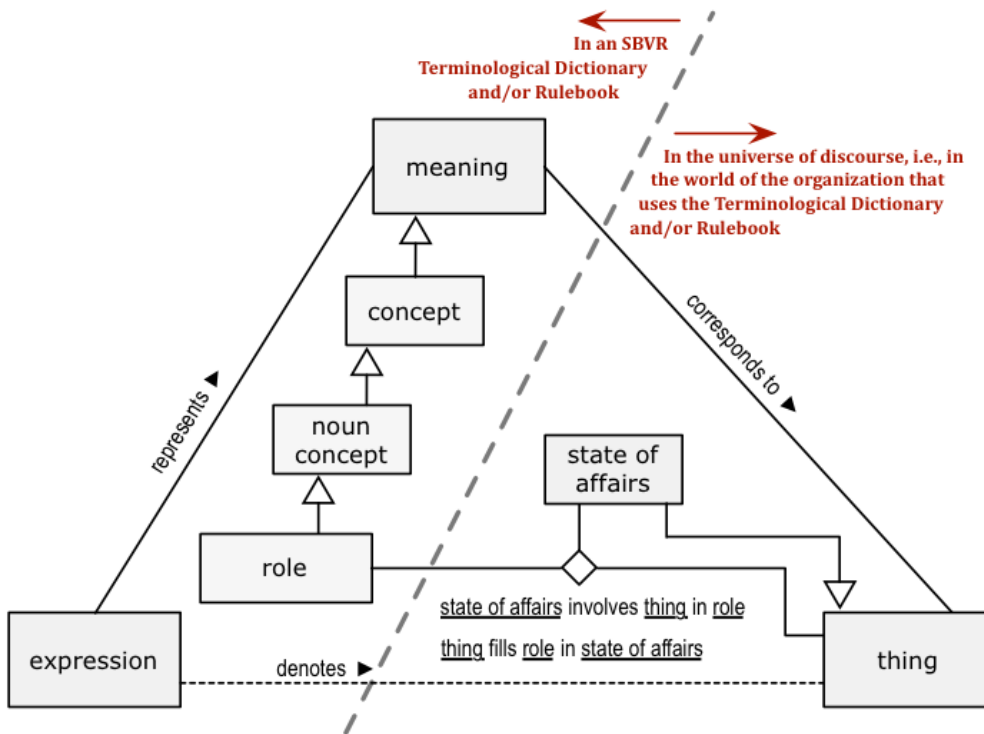 In an SBVR
Terminological Dictionary
and/or Rulebook
meaning
In the universe of discourse, i.e., in
the world of the organization that
uses the Terminological Dictionary
and/or Rulebook
concept
corresponds to
represents
noun
concept
state of
affairs
role
state of affairs involves thing in role
thing fills role in state of affairs
expression
denotes
thing